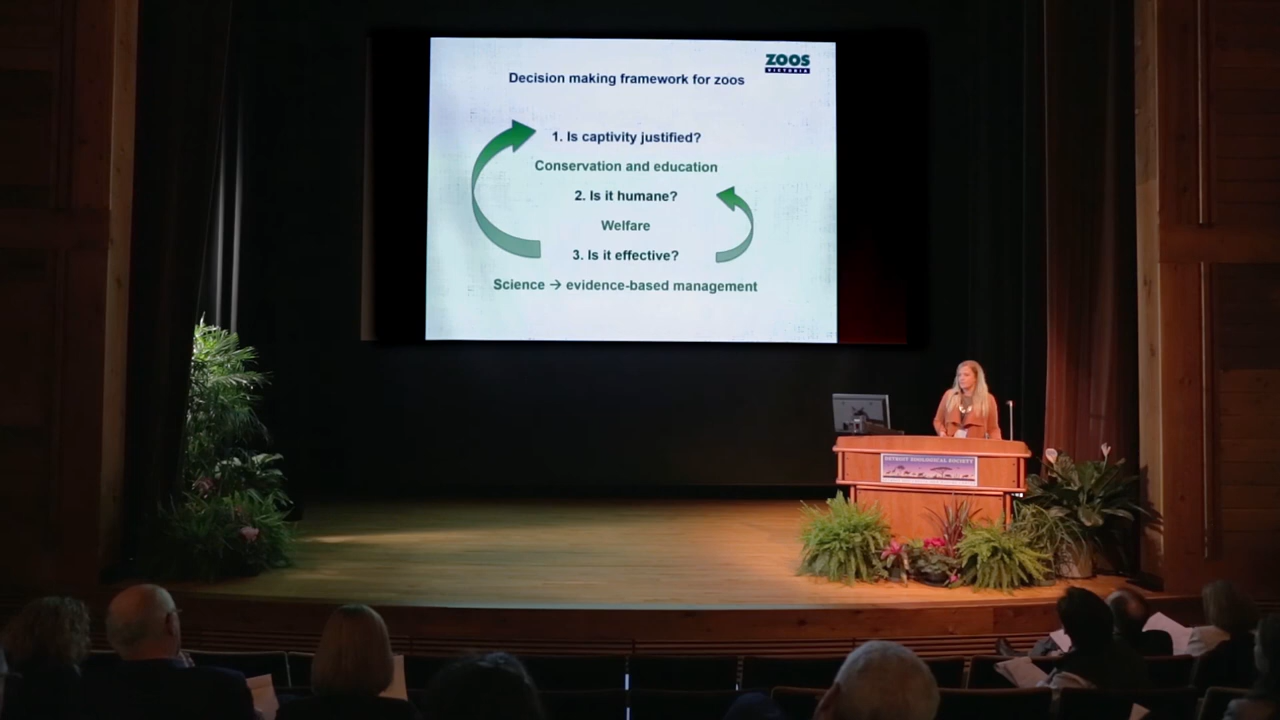 ZOOS
VICTORIA
Decision making framework for zoos
1. Is captivity justified?
Conservation and education
2. Is it humane?
Welfare
3. Is it effective?
Science → evidence-based management
DETROIT ZOOLOGICAL SOCIETY